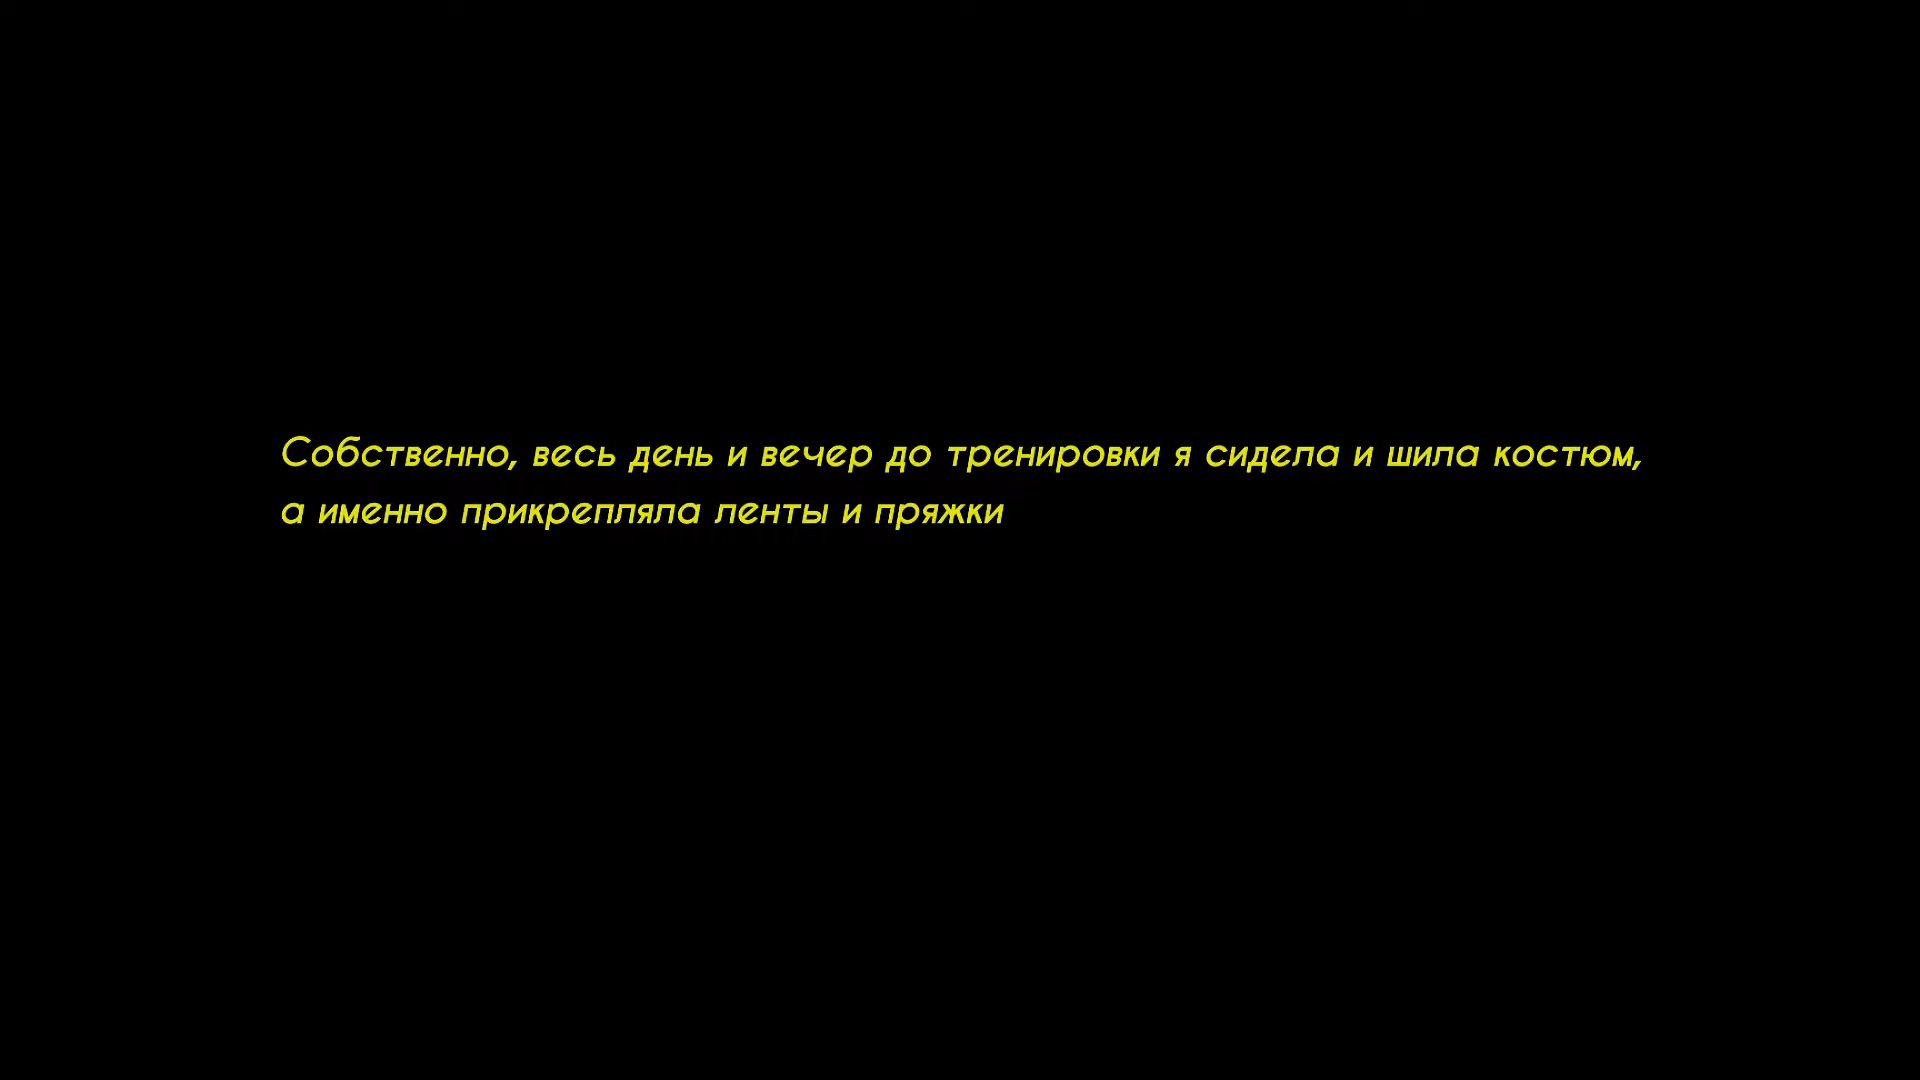 Собственно, весь день и вечер до тренировки я сидела и шила костюм,
а именно прикрепляла ленты и пряжки